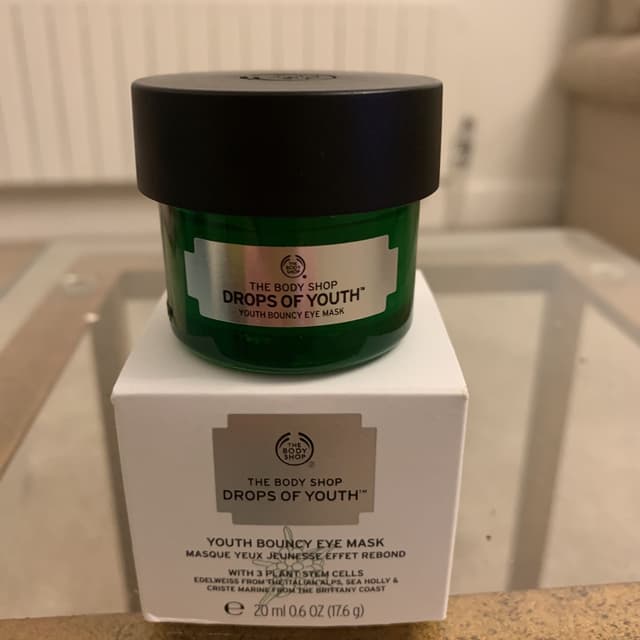 THE
BODY
SHOP
®
THE BODY SHOP
DROPS OF YOUTH™
YOUTH BOUNCY EYE MASK
THE
BODY
SHOP
®
THE BODY SHOP
DROPS OF YOUTH™
YOUTH BOUNCY EYE MASK
MASQUE YEUX JEUNESSE EFFET REBOND
WITH 3 PLANT STEM CELLS
EDELWEISS FROM THE ITALIAN ALPS, SEA HOLLY &
CRISTE MARINE FROM THE BRITTANY COAST
℮ 20 ml 0.6 OZ (17.6g)